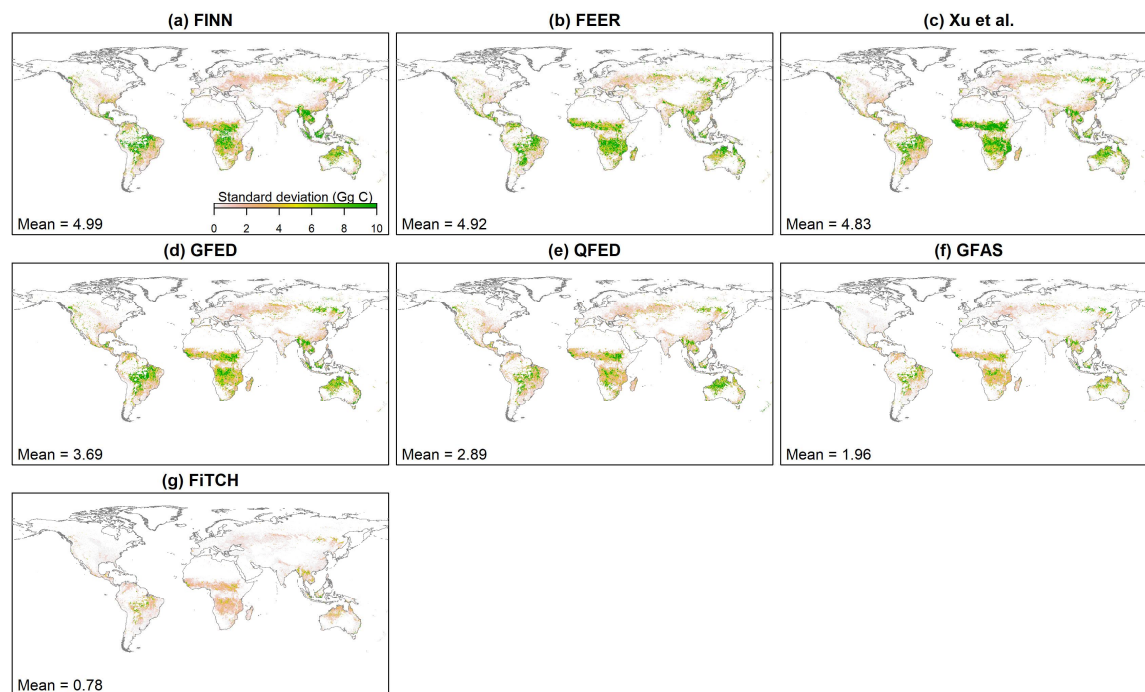 (a) FINN
(b) FEER
(c) Xu et al.
Standard deviation (Gg C)
0 2 4 6 8 10
Mean = 4.99
Mean = 4.92
Mean = 4.83
(d) GFED
(e) QFED
(f) GFAS
Mean = 3.69
Mean = 2.89
Mean = 1.96
(g) FiTCH
Mean = 0.78